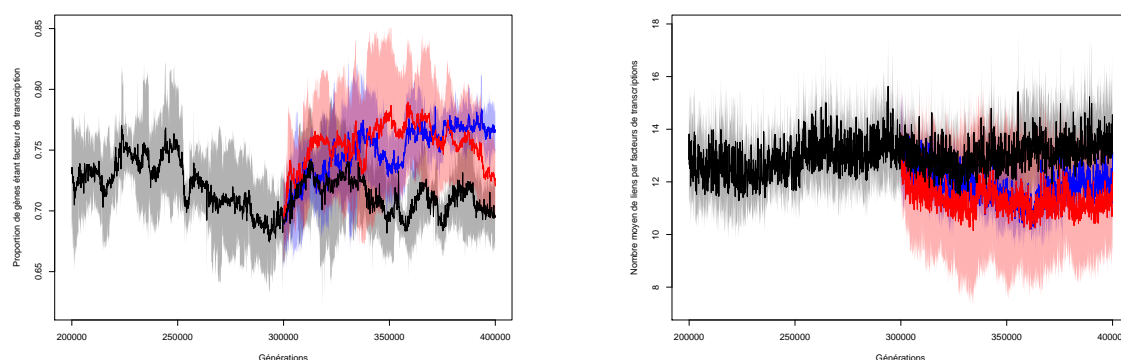 Proportion de gènes étant facteur de transcription
0.85
0.80
0.75
0.70
0.65
200000 250000 300000 350000 400000
Générations
Nombre moyen de liens par facteurs de transcriptions
18
16
14
12
10
8
200000 250000 300000 350000 40000
Générations